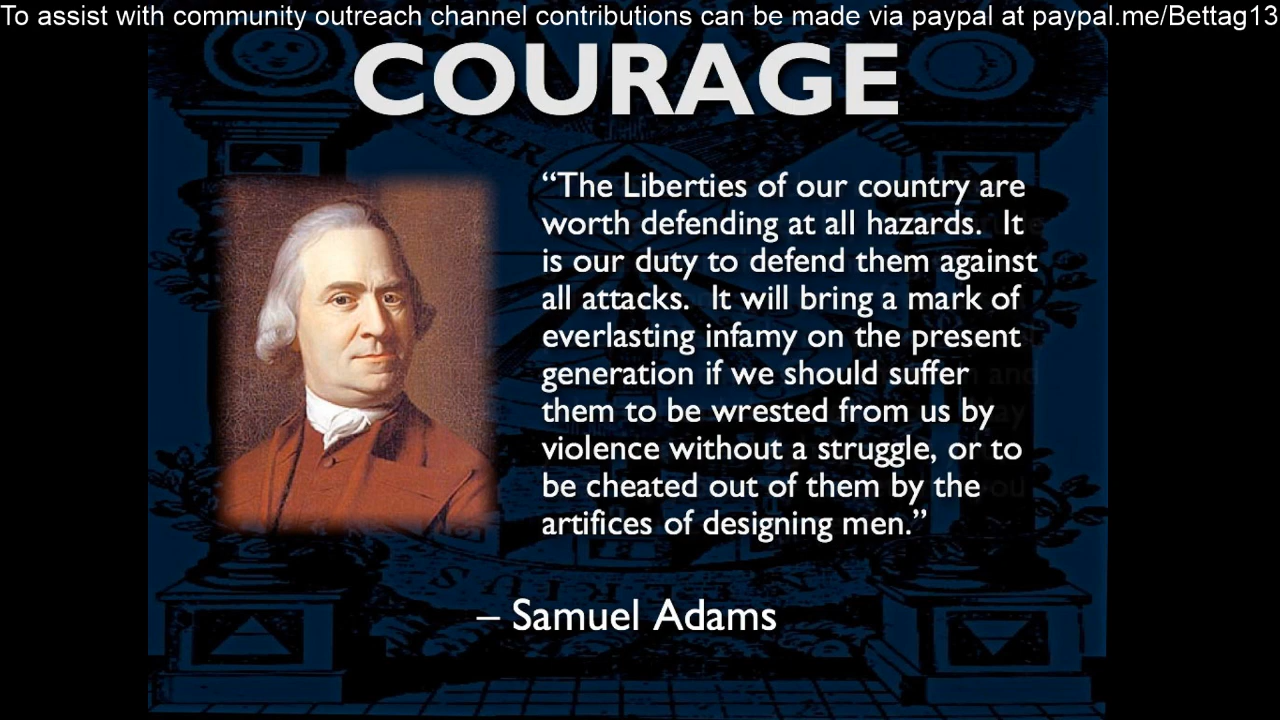 To assist with community outreach channel contributions can be made via paypal at paypal.me/Bettag13
COURAGE
“The Liberties of our country are
worth defending at all hazards. It
is our duty to defend them against
all attacks. It will bring a mark of
everlasting infamy on the present
generation if we should suffer
them to be wrested from us by
violence without a struggle, or to
be cheated out of them by the
artifices of designing men.”
– Samuel Adams